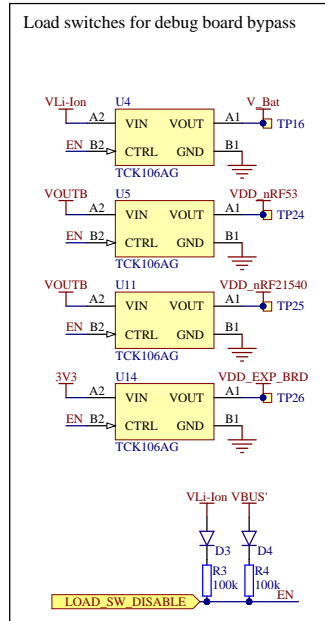 Load switches for debug board bypass
VLi-Ion U4 V_Bat
A2 VIN VOUT A1 TP16
EN B2 CTRL GND B1
TCK106AG
VOUTB U5 VDD_nRF53
A2 VIN VOUT A1 TP24
EN B2 CTRL GND B1
TCK106AG
VOUTB U11 VDD_nRF21540
A2 VIN VOUT A1 TP25
EN B2 CTRL GND B1
TCK106AG
3V3 U14 VDD_EXP_BRD
A2 VIN VOUT A1 TP26
EN B2 CTRL GND B1
TCK106AG
VLi-Ion VBUS'
D3 D4
R3 R4
100k 100k
LOAD_SW_DISABLE EN